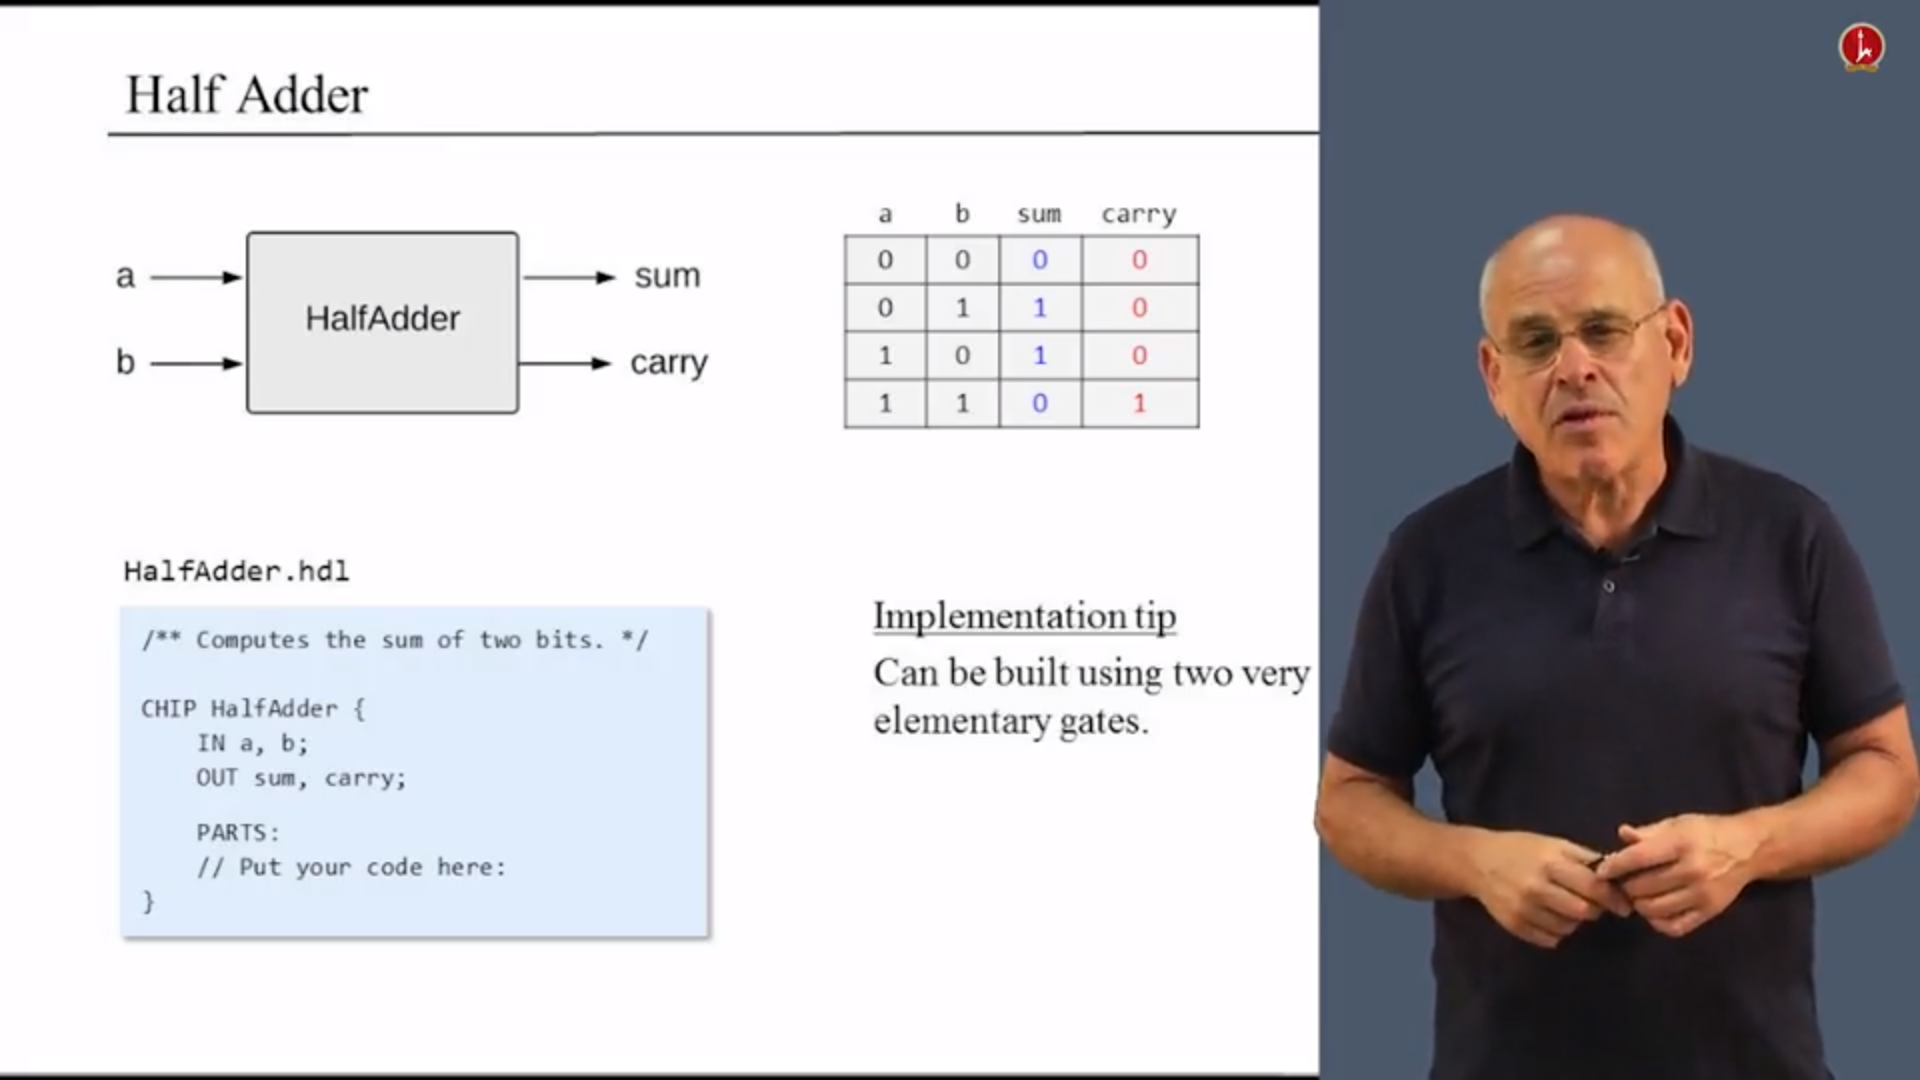 Half Adder
a
b
HalfAdder
sum
carry
a b sum carry
0 0 0 0
0 1 1 0
1 0 1 0
1 1 0 1
HalfAdder.hdl
/** Computes the sum of two bits. */
CHIP HalfAdder {
IN a, b;
OUT sum, carry;
PARTS:
// Put your code here:
}
Implementation tip
Can be built using two very
elementary gates.